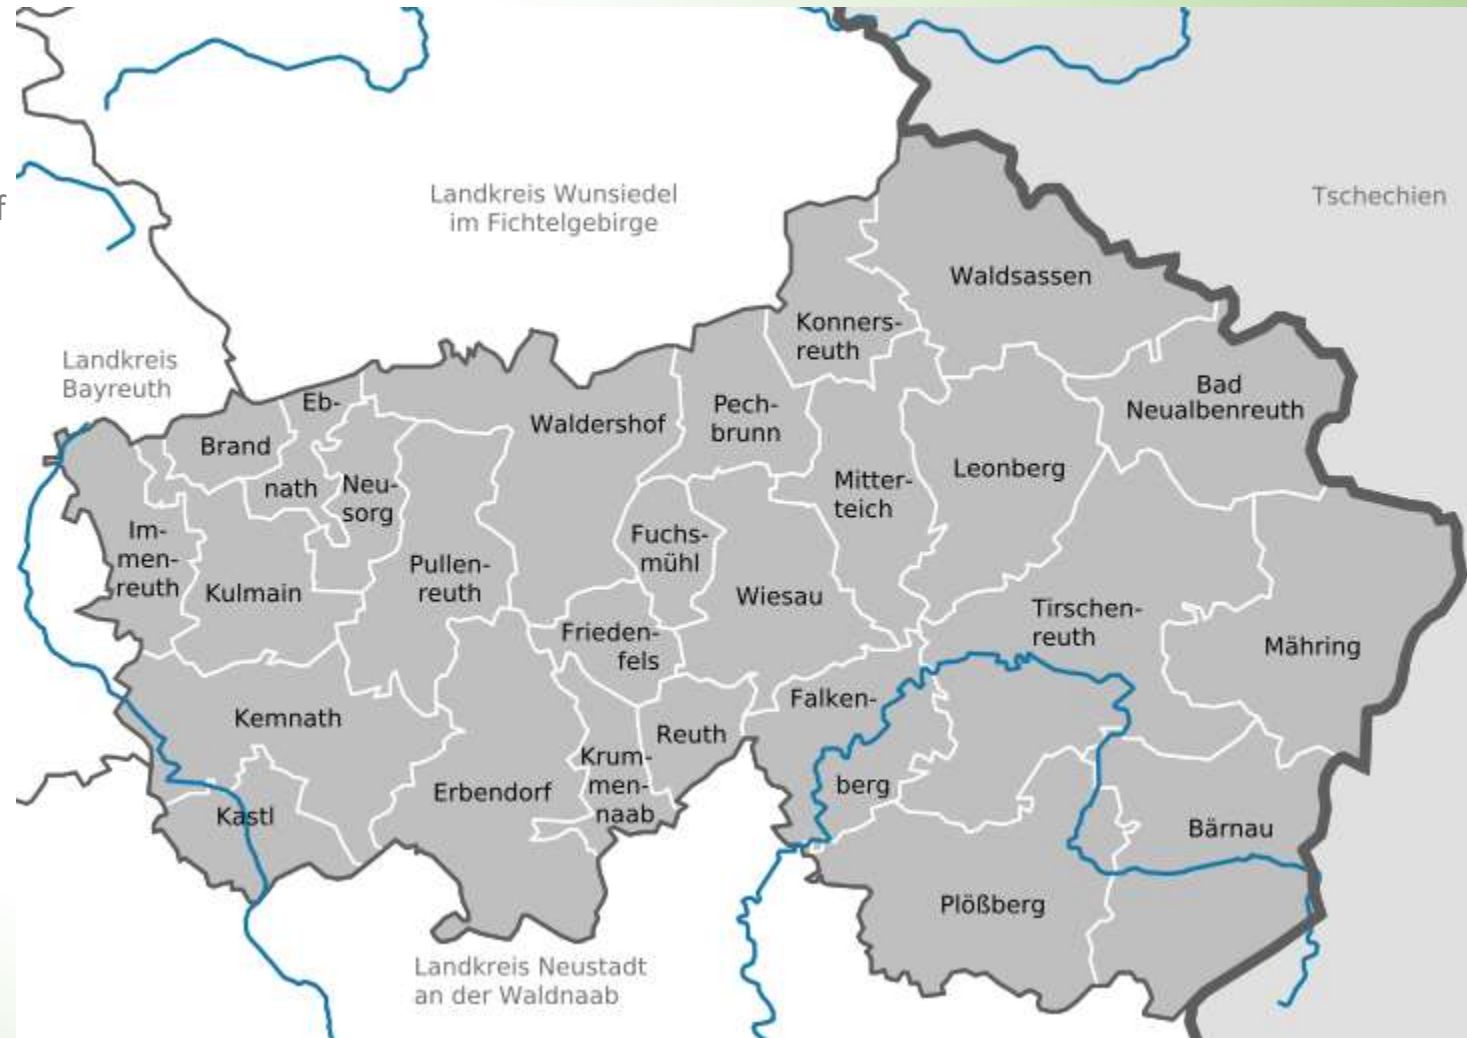 f
Landkreis Wunsiedel
im Fichtelgebirge
Tschechien
Waldsassen
Konners-
reuth
Landkreis
Bayreuth
Bad
Neualbenreuth
Eb-
nath
Waldershof
Pech-
brunn
Brand
Leonberg
Neu-
sorg
Mitter-
teich
Im-
men-
reuth
Fuchs-
mühl
Pullen-
reuth
Kulmain
Wiesau
Tirschen-
reuth
Frieden-
fels
Mähring
Falken-
berg
Kemnath
Reuth
Krum-
men-
naab
Erbendorf
Kastl
Bärnau
Plößberg
Landkreis Neustadt
an der Waldnaab